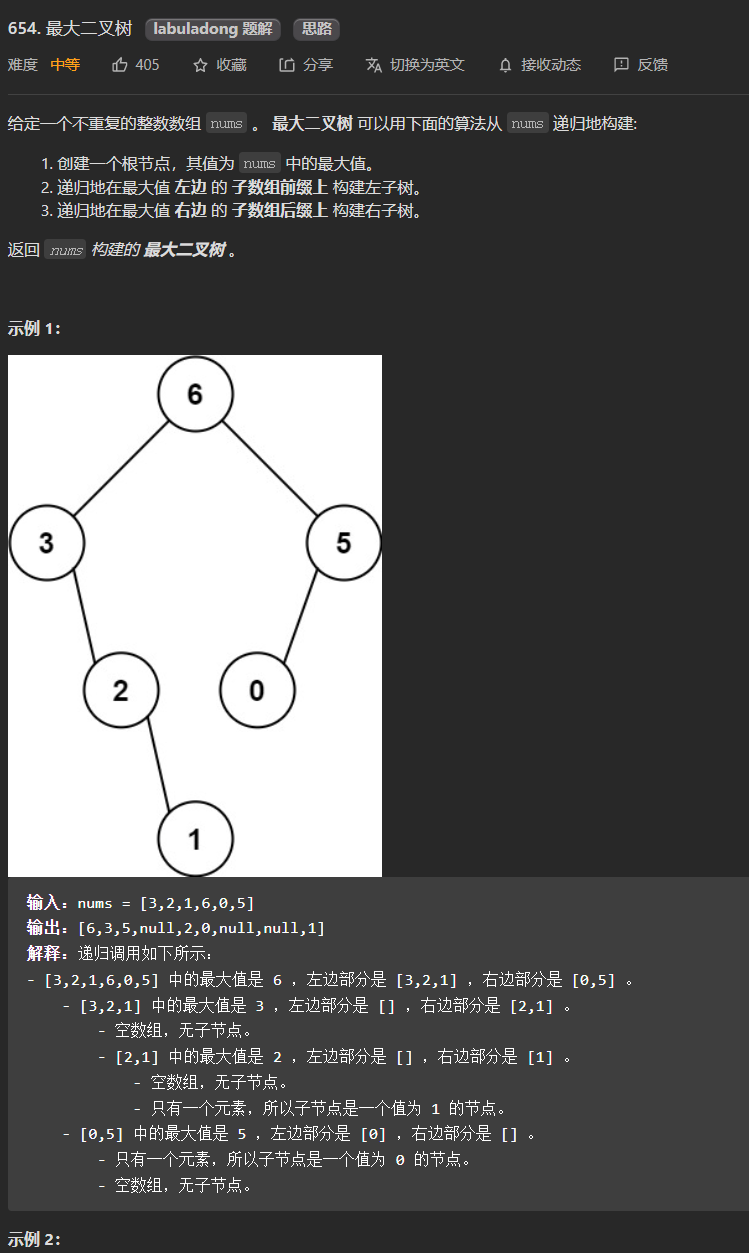 654. 最大二叉树 labuladong 题解 思路
难度 中等 405 收藏 分享 切换为英文 接收动态 反馈
给定一个不重复的整数数组 nums 。 最大二叉树 可以用下面的算法从 nums 递归地构建:
1. 创建一个根节点，其值为 nums 中的最大值。
2. 递归地在最大值 左边 的 子数组前缀上 构建左子树。
3. 递归地在最大值 右边 的 子数组后缀上 构建右子树。
返回 nums 构建的 最大二叉树 。
示例 1：
6
3 5
2 0
1
输入：nums = [3,2,1,6,0,5]
输出：[6,3,5,null,2,0,null,null,1]
解释：递归调用如下所示：
- [3,2,1,6,0,5] 中的最大值是 6 ，左边部分是 [3,2,1] ，右边部分是 [0,5] 。
- [3,2,1] 中的最大值是 3 ，左边部分是 [] ，右边部分是 [2,1] 。
- 空数组，无子节点。
- [2,1] 中的最大值是 2 ，左边部分是 [] ，右边部分是 [1] 。
- 空数组，无子节点。
- 只有一个元素，所以子节点是一个值为 1 的节点。
- [0,5] 中的最大值是 5 ，左边部分是 [0] ，右边部分是 [] 。
- 只有一个元素，所以子节点是一个值为 0 的节点。
- 空数组，无子节点。
示例 2：